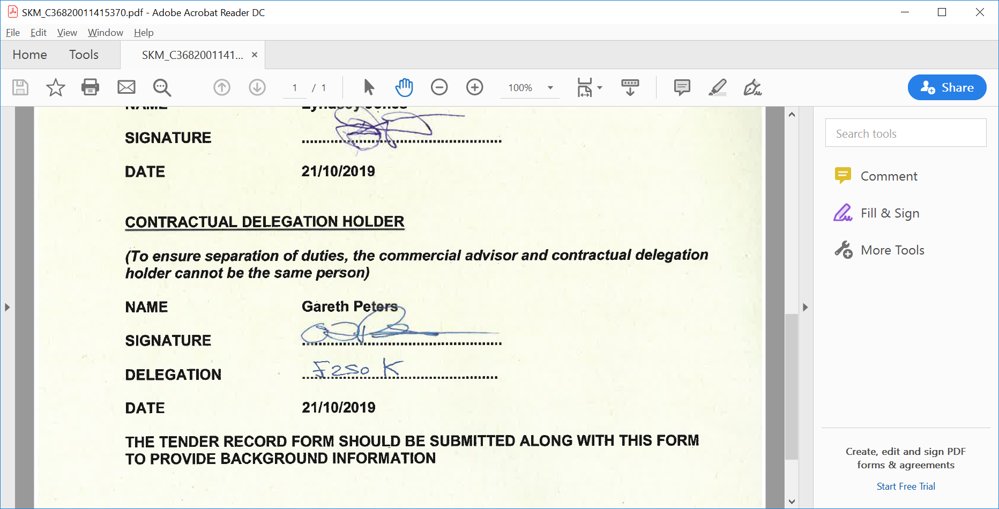 SKM_C36820011415370.pdf - Adobe Acrobat Reader DC
File Edit View Window Help
Home Tools SKM_C3682001141... ×
1 / 1 100% Share
NAME Lyndsey Jones
SIGNATURE
DATE 21/10/2019
CONTRACTUAL DELEGATION HOLDER
(To ensure separation of duties, the commercial advisor and contractual delegation
holder cannot be the same person)
NAME Gareth Peters
SIGNATURE
DELEGATION £250 K
DATE 21/10/2019
THE TENDER RECORD FORM SHOULD BE SUBMITTED ALONG WITH THIS FORM
TO PROVIDE BACKGROUND INFORMATION
Search tools
Comment
Fill & Sign
More Tools
Create, edit and sign PDF
forms & agreements
Start Free Trial